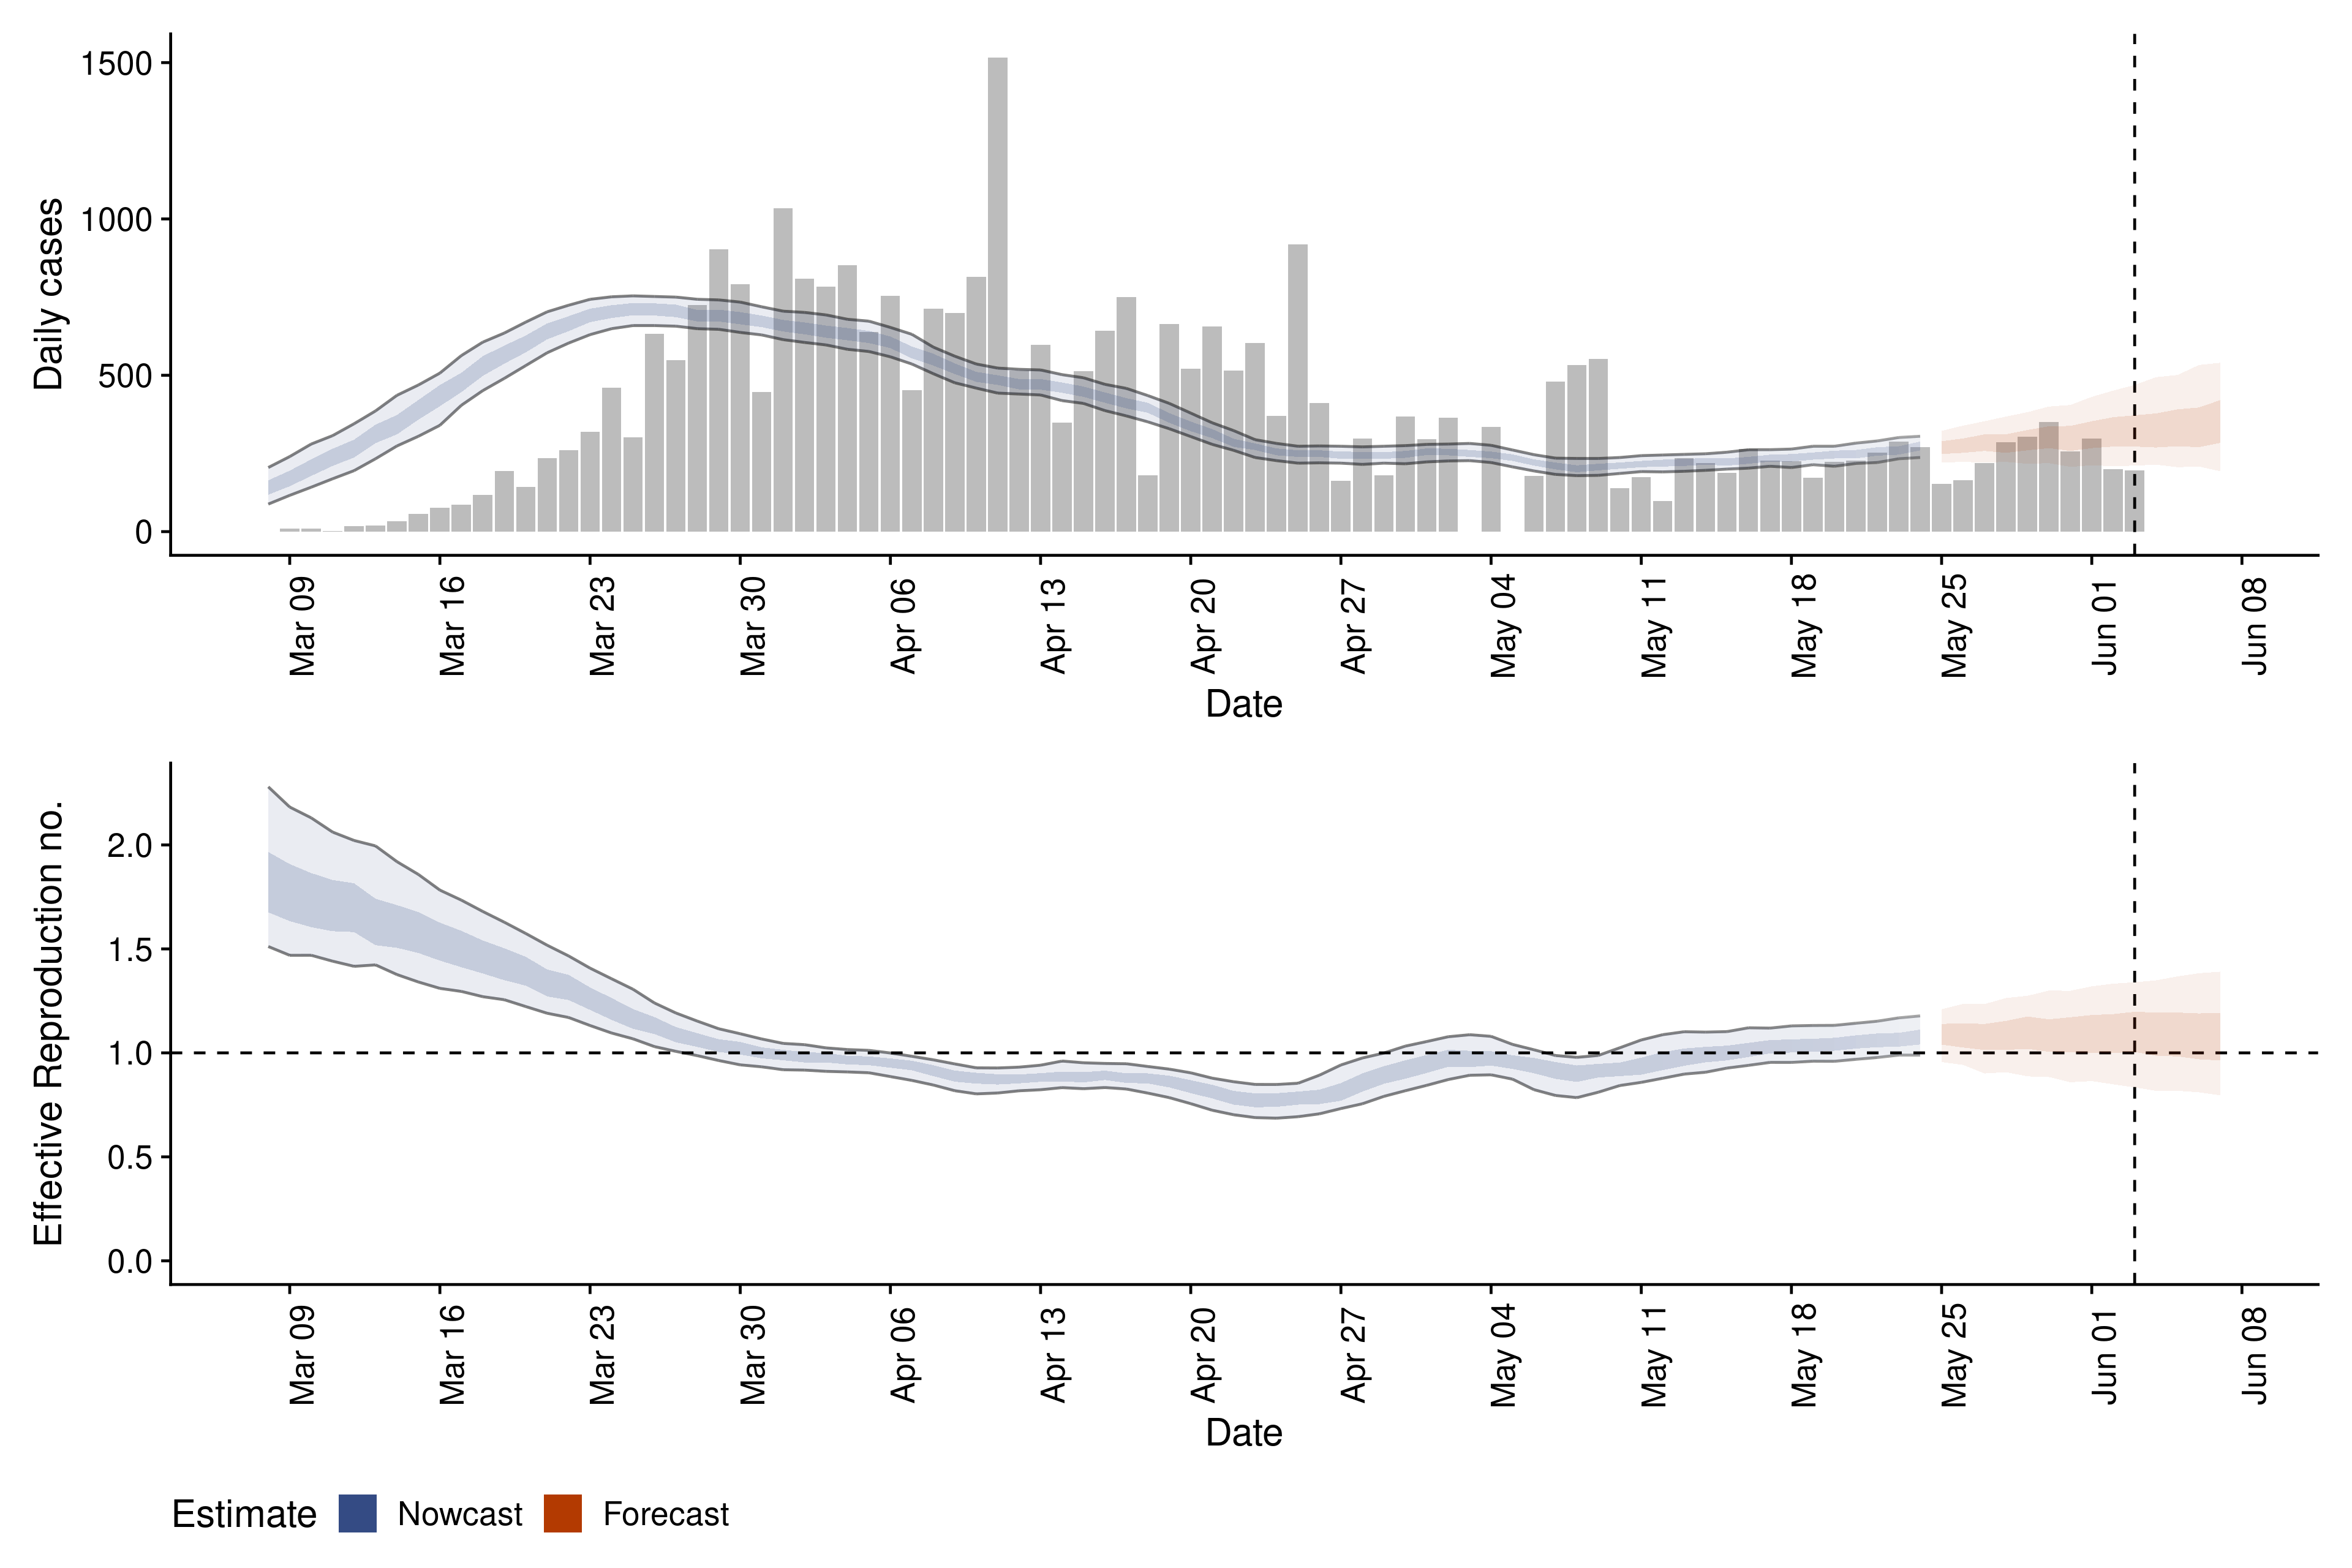 Daily cases
1500
1000
500
0
Mar 09
Mar 16
Mar 23
Mar 30
Apr 06
Apr 13
Apr 20
Apr 27
May 04
May 11
May 18
May 25
Jun 01
Jun 08
Date
Effective Reproduction no.
2.0
1.5
1.0
0.5
0.0
Mar 09
Mar 16
Mar 23
Mar 30
Apr 06
Apr 13
Apr 20
Apr 27
May 04
May 11
May 18
May 25
Jun 01
Jun 08
Date
Estimate Nowcast Forecast